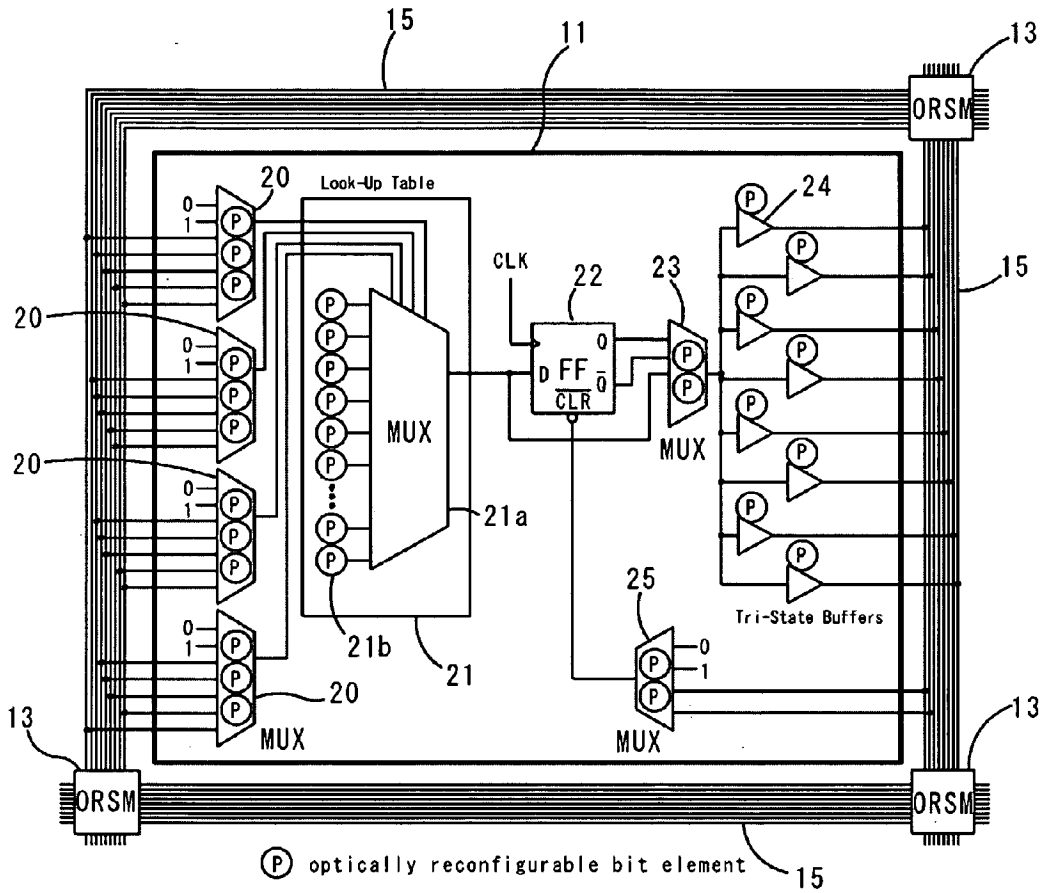 15
11
13
ORSM
20
Look-Up Table
24
0
1
P
P
P
P
P
CLK
22
23
15
20
0
1
P
P
P
P
P
P
P
P
P
P
P
D FF Q
Q̅
C̅L̅R̅
P
P
MUX
P
P
P
P
MUX
20
0
1
P
P
P
P
P
21a
P
P
25
Tri-State Buffers
0
1
P
P
P
21b
21
20
MUX
P
P
MUX
0
1
13
ORSM
13
ORSM
P optically reconfigurable bit element
15